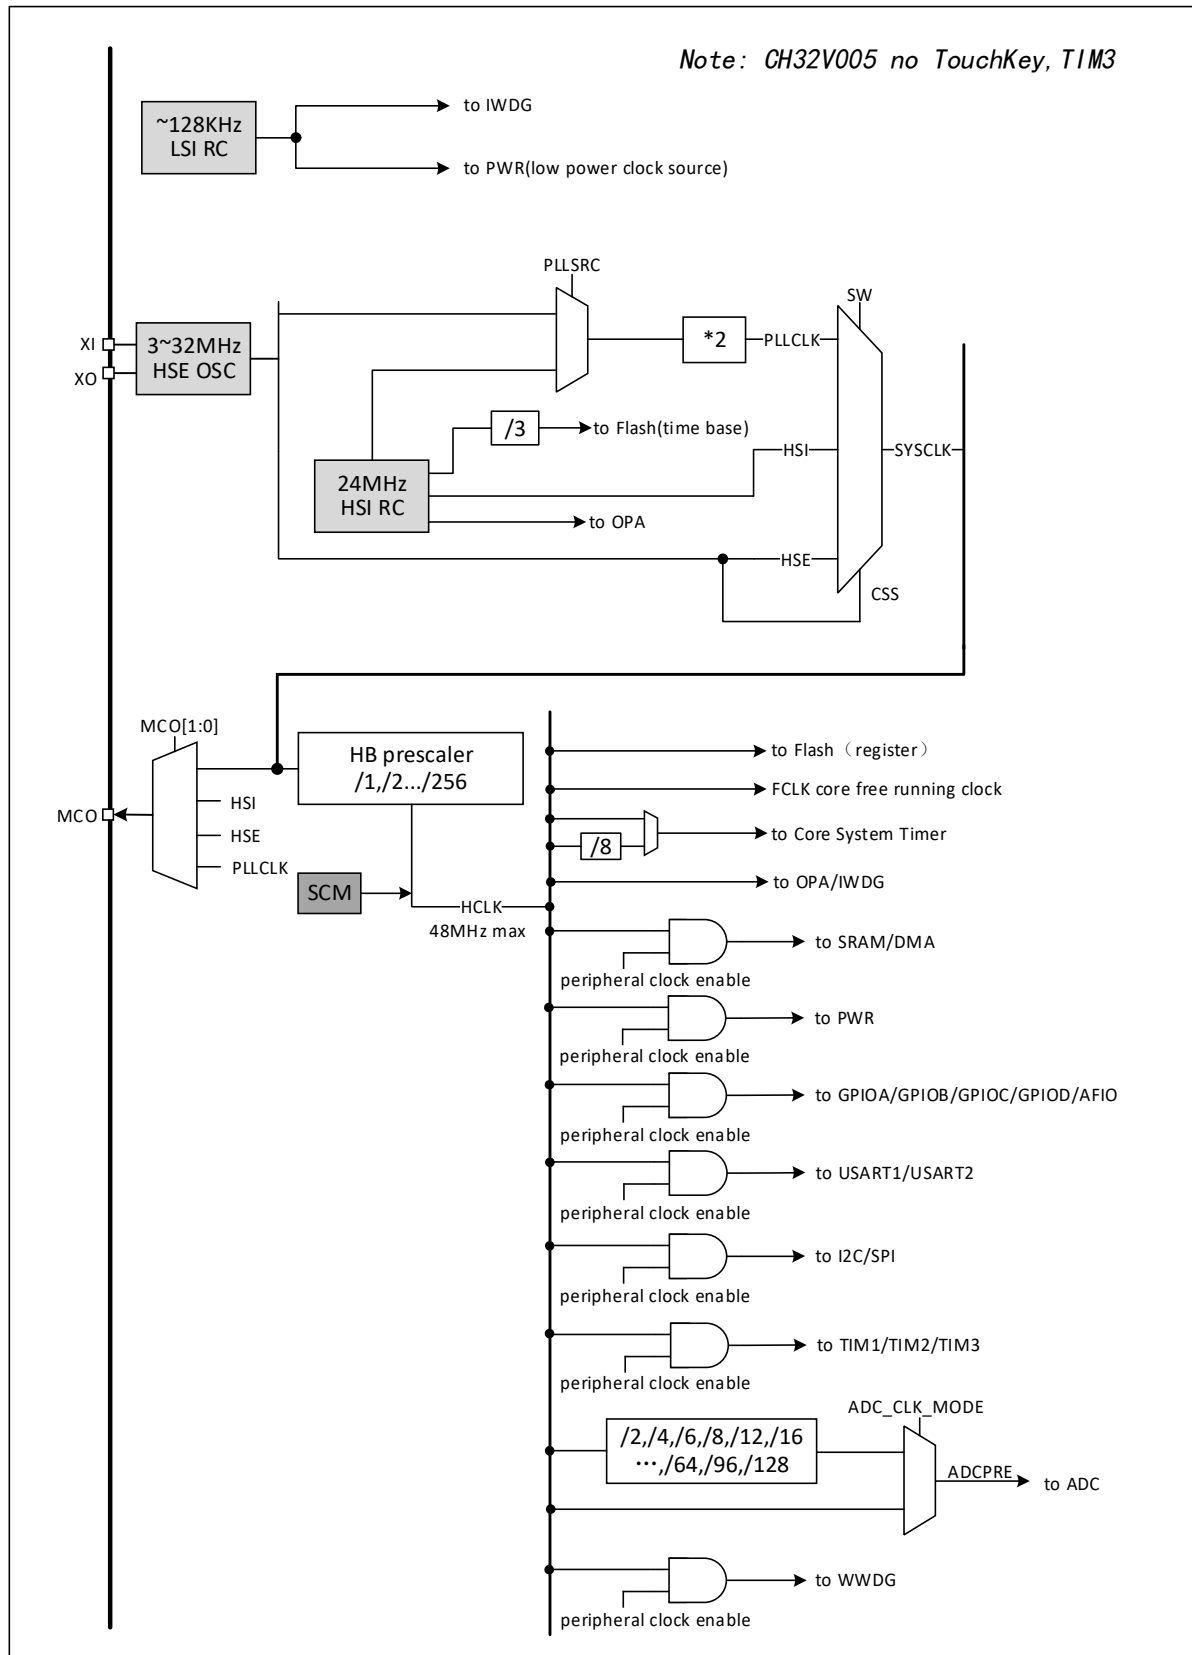 Note: CH32V005 no TouchKey, TIM3
~128KHz
LSI RC
to IWDG
to PWR(low power clock source)
PLLSRC
SW
XI
XO
3~32MHz
HSE OSC
*2
PLLCLK
/3
to Flash(time base)
HSI
SYSCLK
24MHz
HSI RC
to OPA
HSE
CSS
MCO[1:0]
HB prescaler
/1,/2.../256
HSI
MCO
HSE
PLLCLK
SCM
HCLK
48MHz max
to Flash（register）
FCLK core free running clock
/8
to Core System Timer
to OPA/IWDG
to SRAM/DMA
peripheral clock enable
to PWR
peripheral clock enable
to GPIOA/GPIOB/GPIOC/GPIOD/AFIO
peripheral clock enable
to USART1/USART2
peripheral clock enable
to I2C/SPI
peripheral clock enable
to TIM1/TIM2/TIM3
peripheral clock enable
ADC_CLK_MODE
/2,/4,/6,/8,/12,/16
⋯,/64,/96,/128
ADCPRE
to ADC
to WWDG
peripheral clock enable